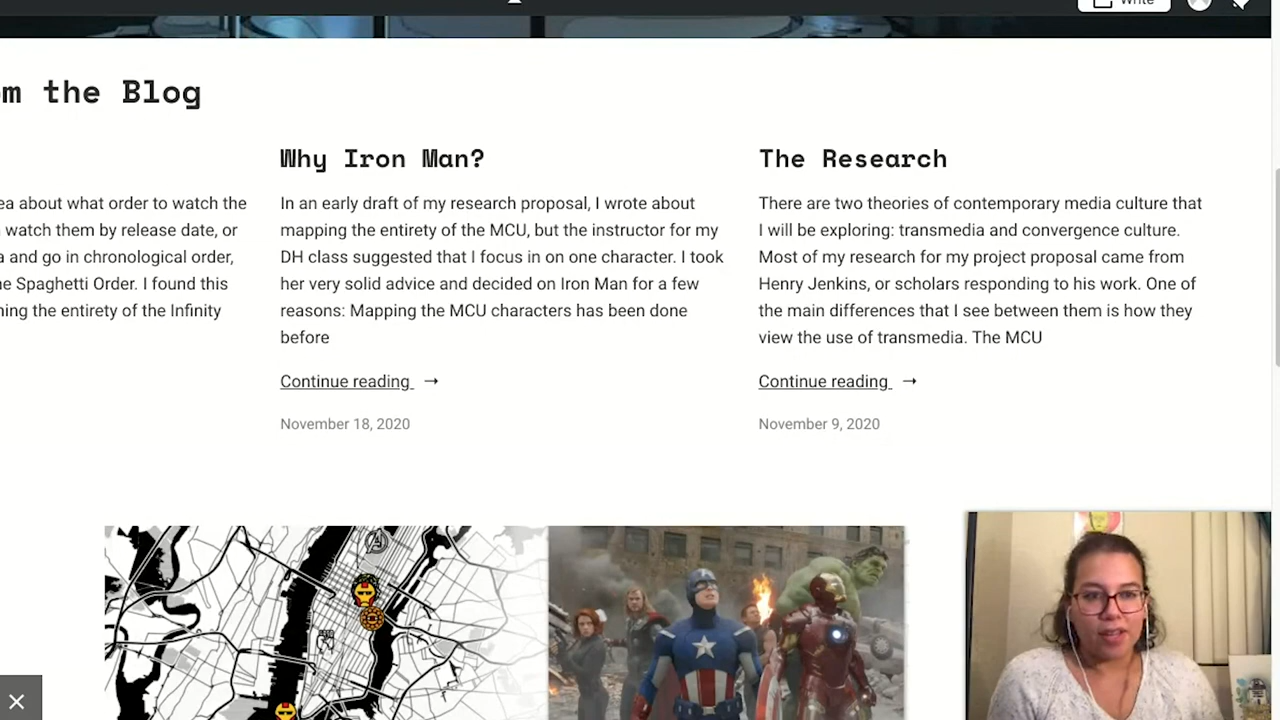 Write
m the Blog
ea about what order to watch the
watch them by release date, or
a and go in chronological order,
e Spaghetti Order. I found this
ning the entirety of the Infinity
Why Iron Man?
In an early draft of my research proposal, I wrote about
mapping the entirety of the MCU, but the instructor for my
DH class suggested that I focus in on one character. I took
her very solid advice and decided on Iron Man for a few
reasons: Mapping the MCU characters has been done
before
Continue reading →
November 18, 2020
The Research
There are two theories of contemporary media culture that
I will be exploring: transmedia and convergence culture.
Most of my research for my project proposal came from
Henry Jenkins, or scholars responding to his work. One of
the main differences that I see between them is how they
view the use of transmedia. The MCU
Continue reading →
November 9, 2020